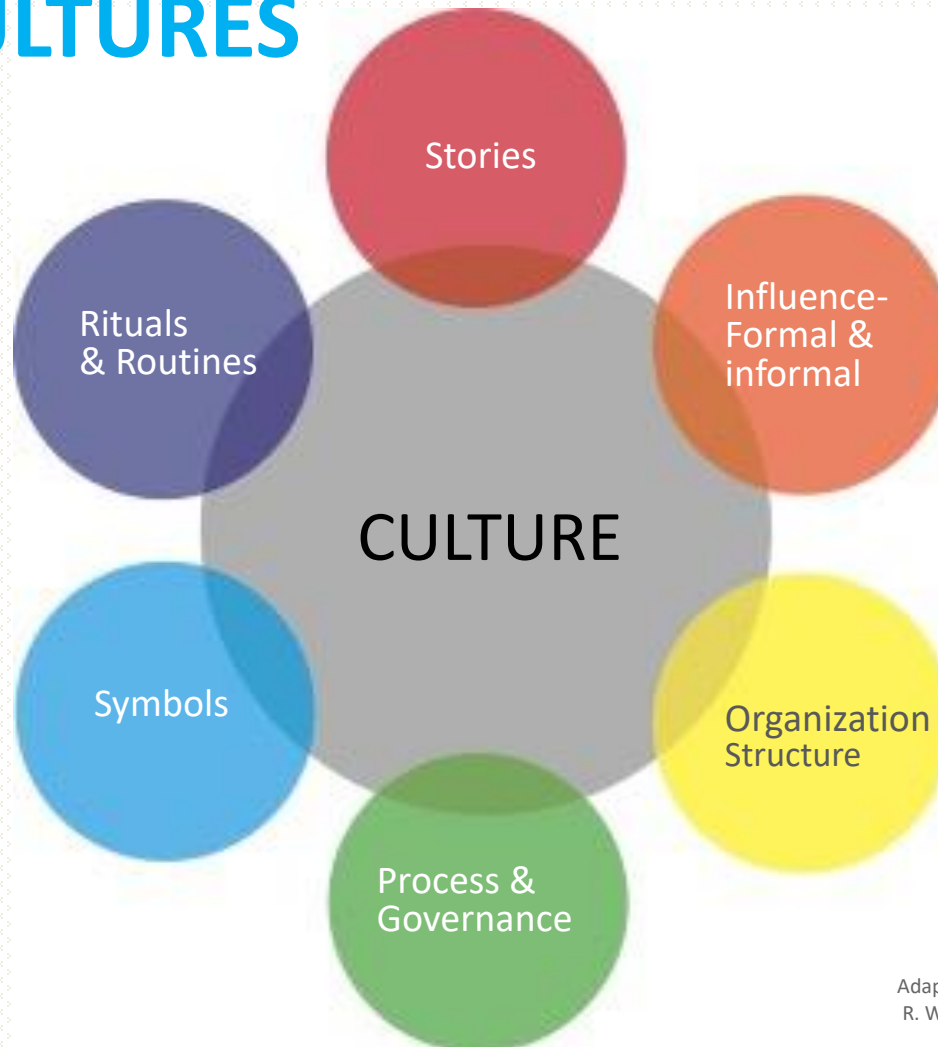 ULTURES
Stories
Influence-
Formal &
informal
Rituals
& Routines
CULTURE
Symbols
Organization
Structure
Process &
Governance
Adap
R. W